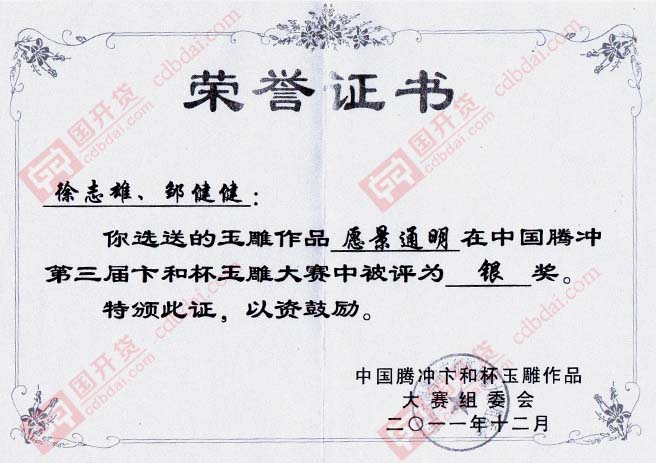 荣誉证书
徐志雄、邹健健：
你选送的玉雕作品愿景通明在中国腾冲
第三届卞和杯玉雕大赛中被评为银奖。
特颁此证，以资鼓励。
中国腾冲卞和杯玉雕作品
大赛组委会
二〇一一年十二月
国开贷
cdbdai.com
国开贷
cdbdai.com
国开贷
cdbdai.com
国开贷
cdbdai.com
国开贷
cdbdai.com
国开贷
cdbdai.com